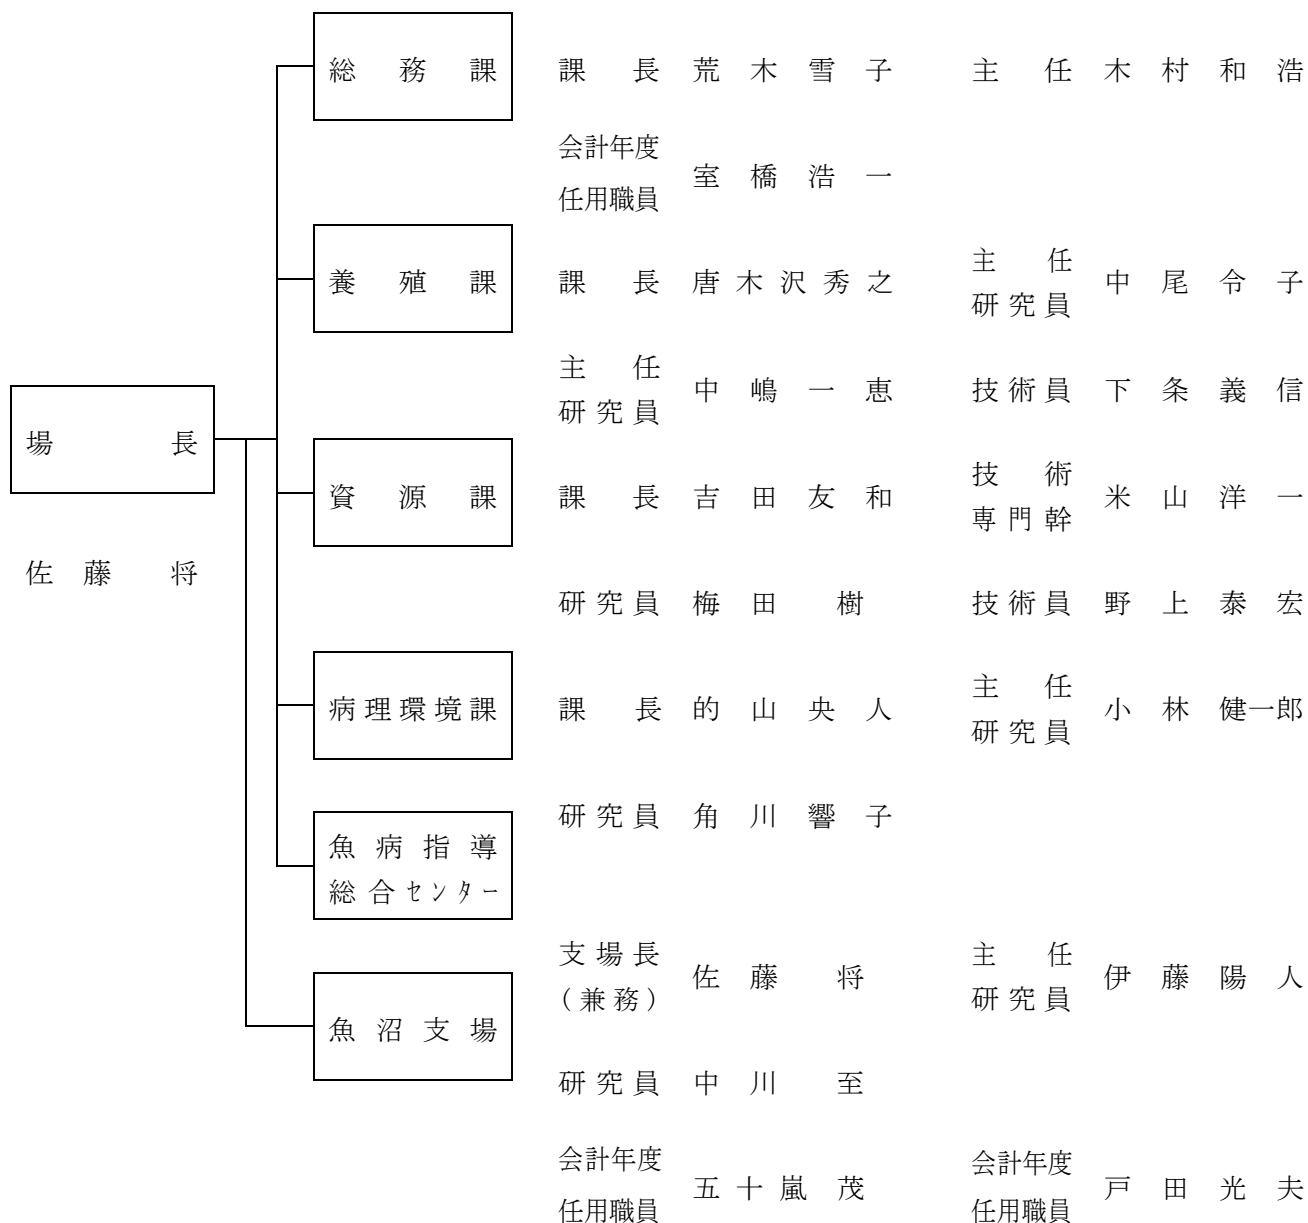 総務課 課長 荒木雪子 主任 木村和浩
会計年度
任用職員 室橋浩一
養殖課 課長 唐木沢秀之 主任
研究員 中尾令子
主任
研究員 中嶋一恵 技術員 下条義信
場長
資源課 課長 吉田友和 技術
専門幹 米山洋一
佐藤将
研究員 梅田樹 技術員 野上泰宏
病理環境課 課長 的山央人 主任
研究員 小林健一郎
研究員 角川響子
魚病指導
総合センター
魚沼支場
支場長
(兼務) 佐藤将 主任
研究員 伊藤陽人
研究員 中川至
会計年度
任用職員 五十嵐茂 会計年度
任用職員 戸田光夫